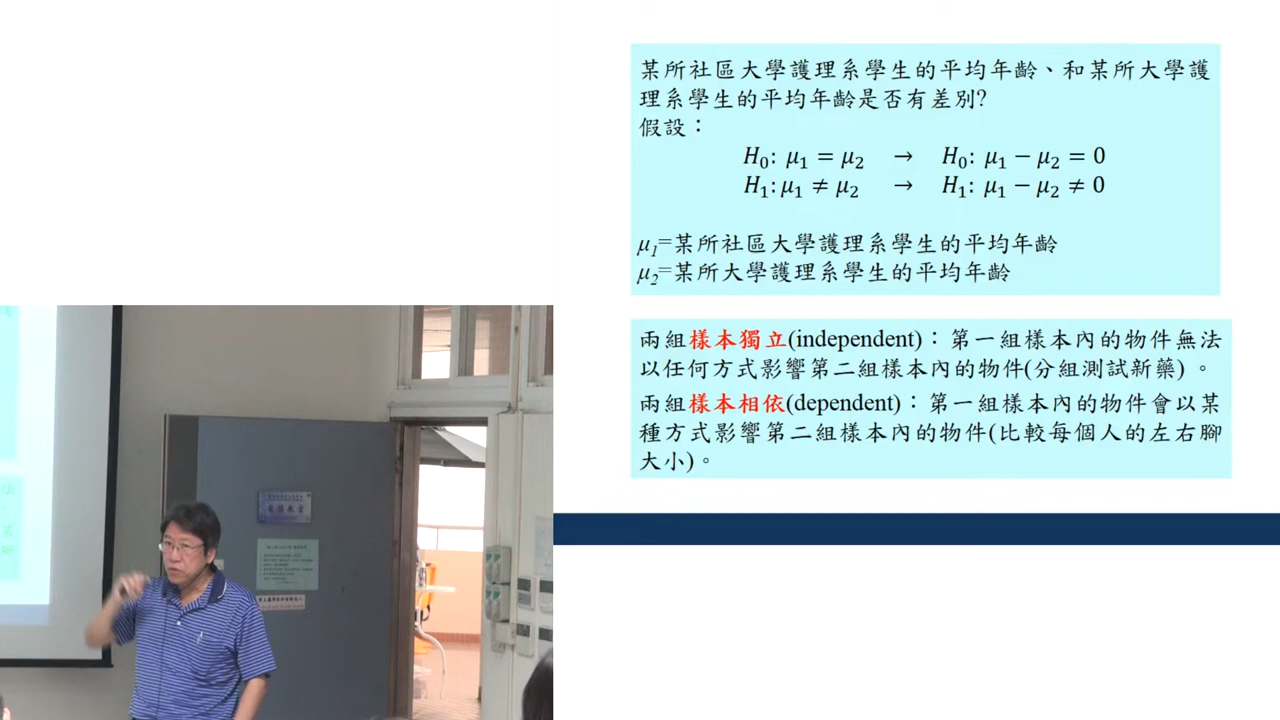 某所社區大學護理系學生的平均年齡、和某所大學護
理系學生的平均年齡是否有差別?
假設：
H₀: μ₁ = μ₂ → H₀: μ₁ − μ₂ = 0
H₁: μ₁ ≠ μ₂ → H₁: μ₁ − μ₂ ≠ 0
μ₁=某所社區大學護理系學生的平均年齡
μ₂=某所大學護理系學生的平均年齡
兩組樣本獨立(independent)：第一組樣本內的物件無法
以任何方式影響第二組樣本內的物件(分組測試新藥) 。
兩組樣本相依(dependent)：第一組樣本內的物件會以某
種方式影響第二組樣本內的物件(比較每個人的左右腳
大小)。